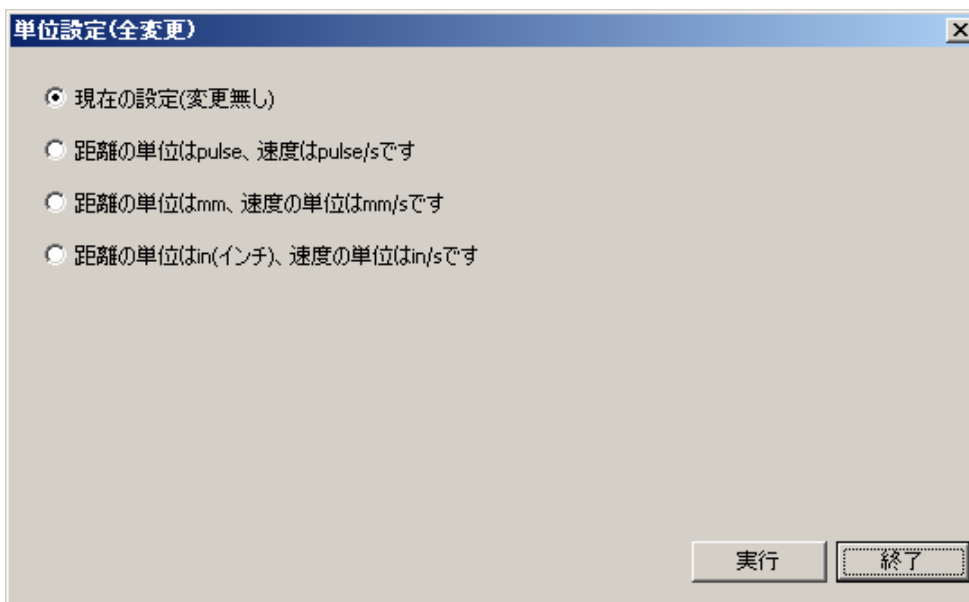 単位設定(全変更)
現在の設定(変更無し)
距離の単位はpulse、速度はpulse/sです
距離の単位はmm、速度の単位はmm/sです
距離の単位はin(インチ)、速度の単位はin/sです
実行
終了